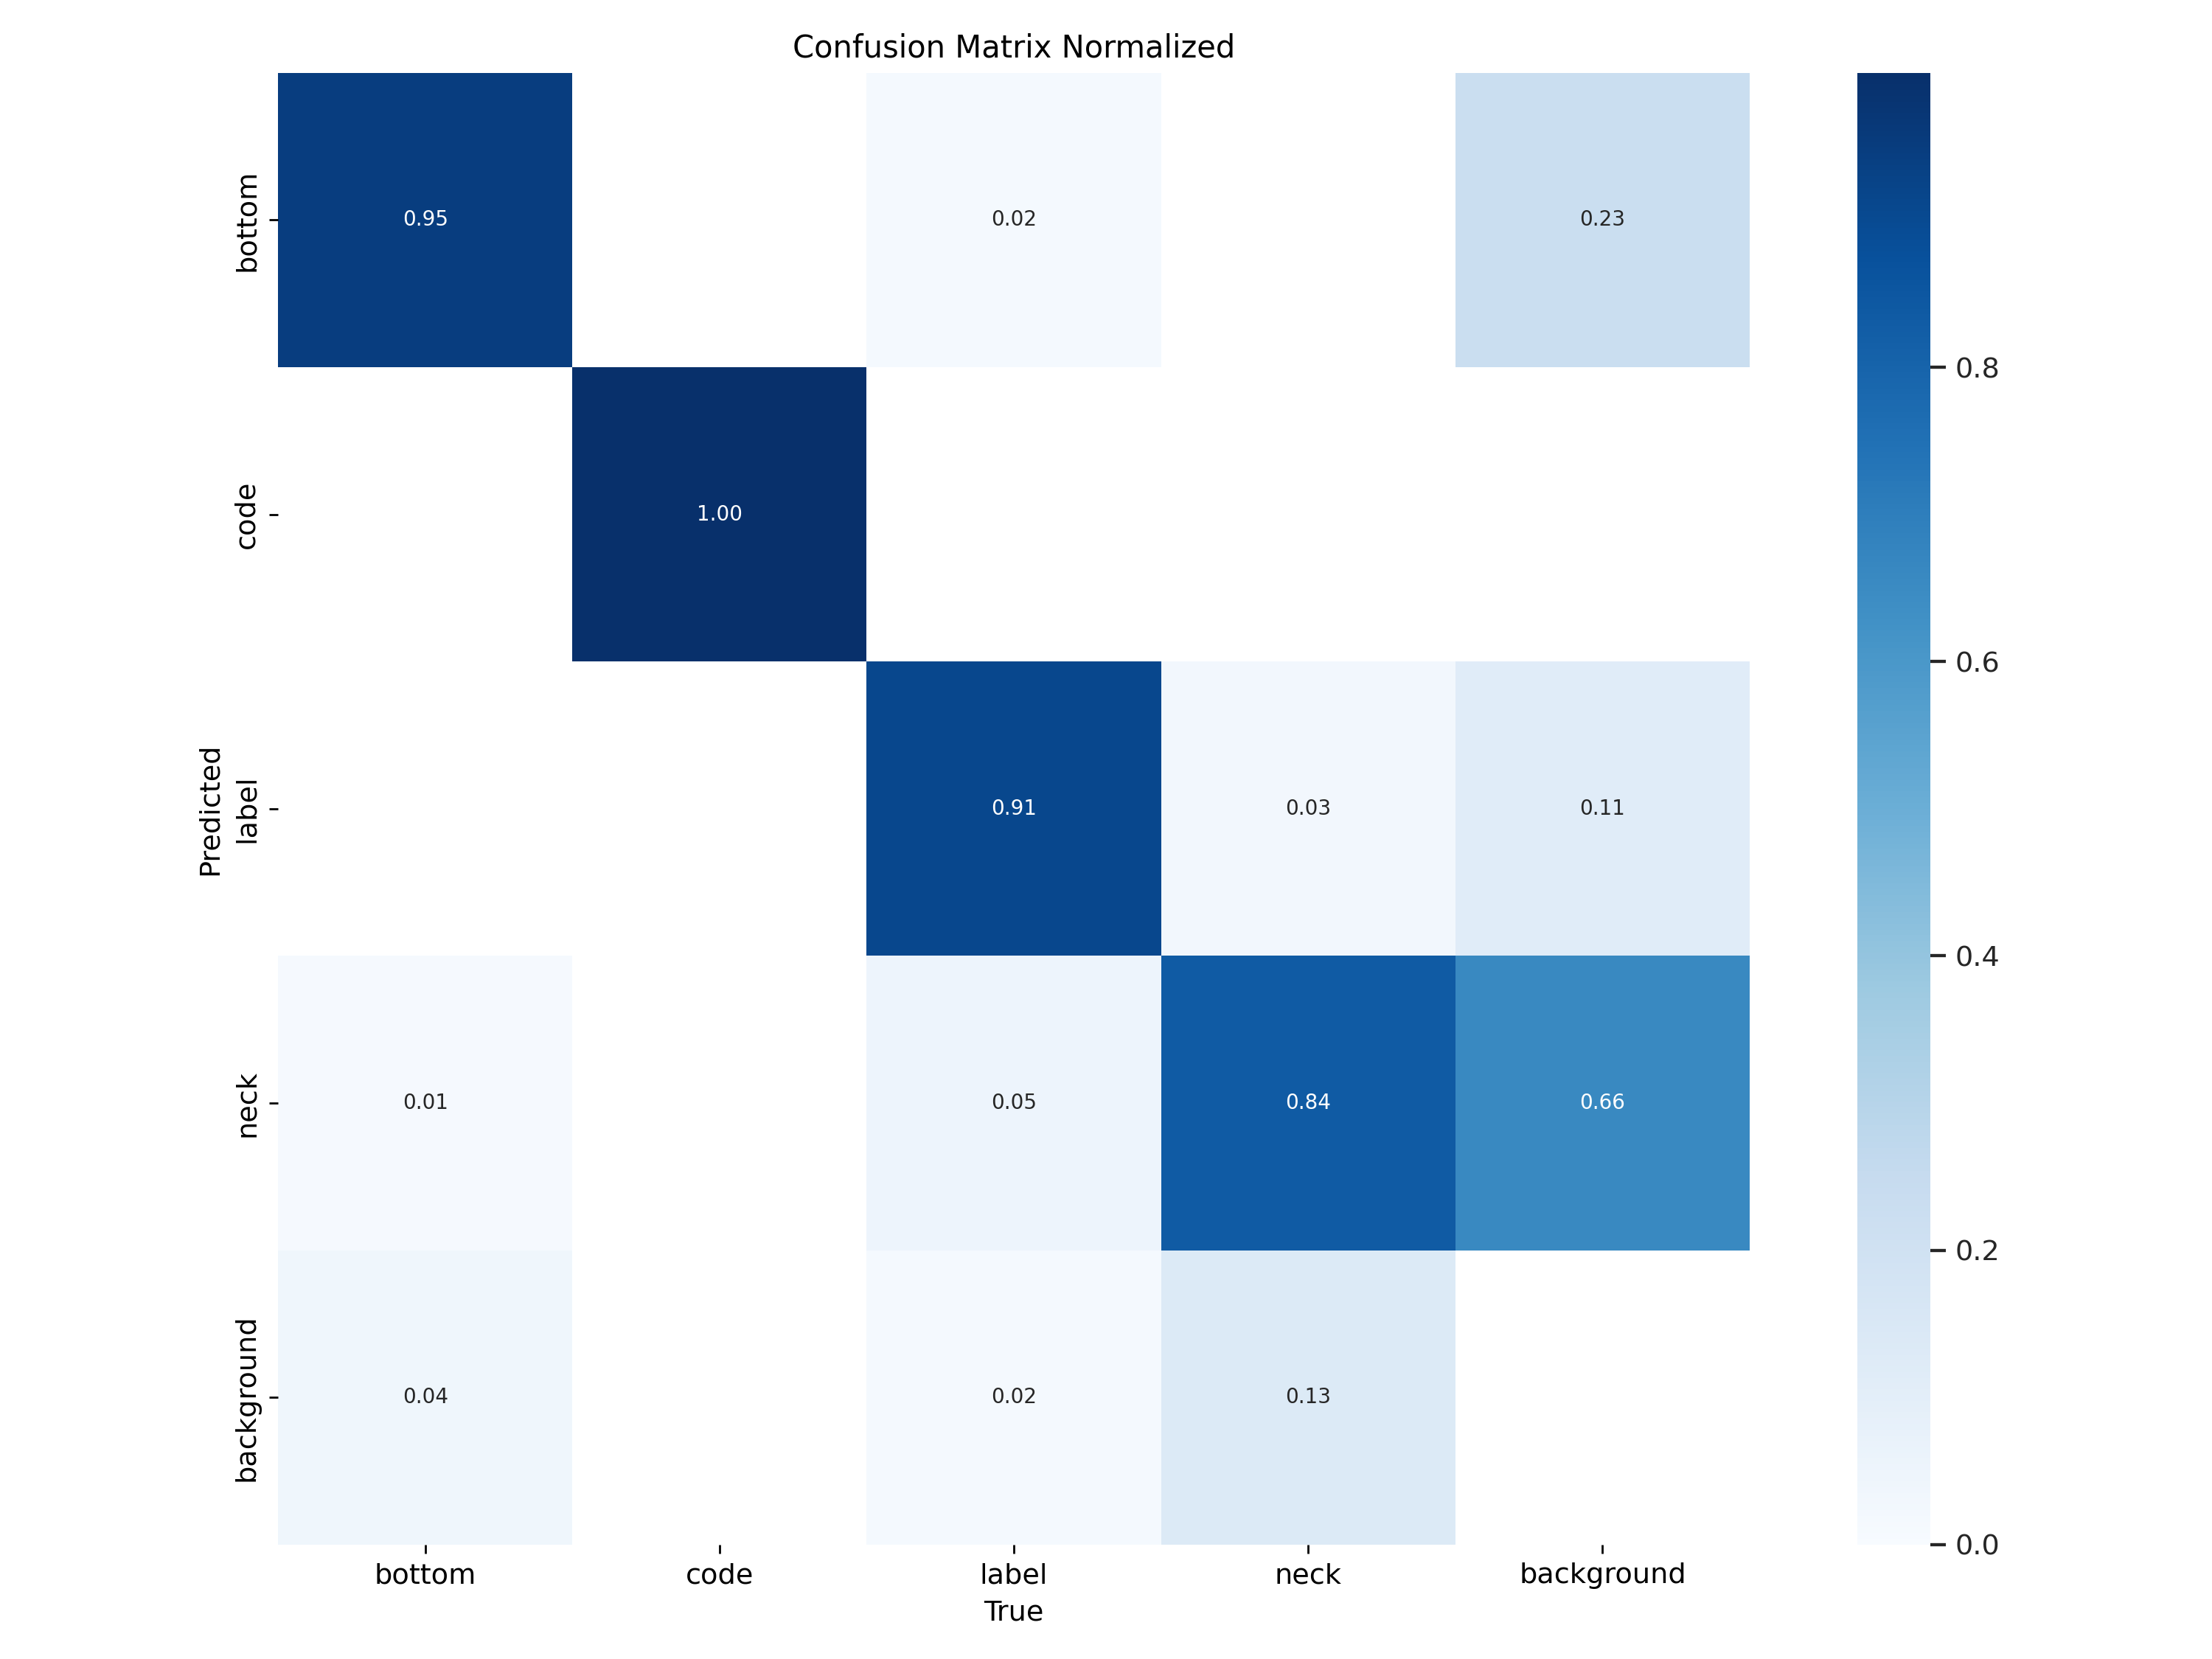 Confusion Matrix Normalized
bottom
0.95
0.02
0.23
code
1.00
Predicted
label
0.91
0.03
0.11
neck
0.01
0.05
0.84
0.66
background
0.04
0.02
0.13
bottom
code
label
neck
background
True
0.8
0.6
0.4
0.2
0.0